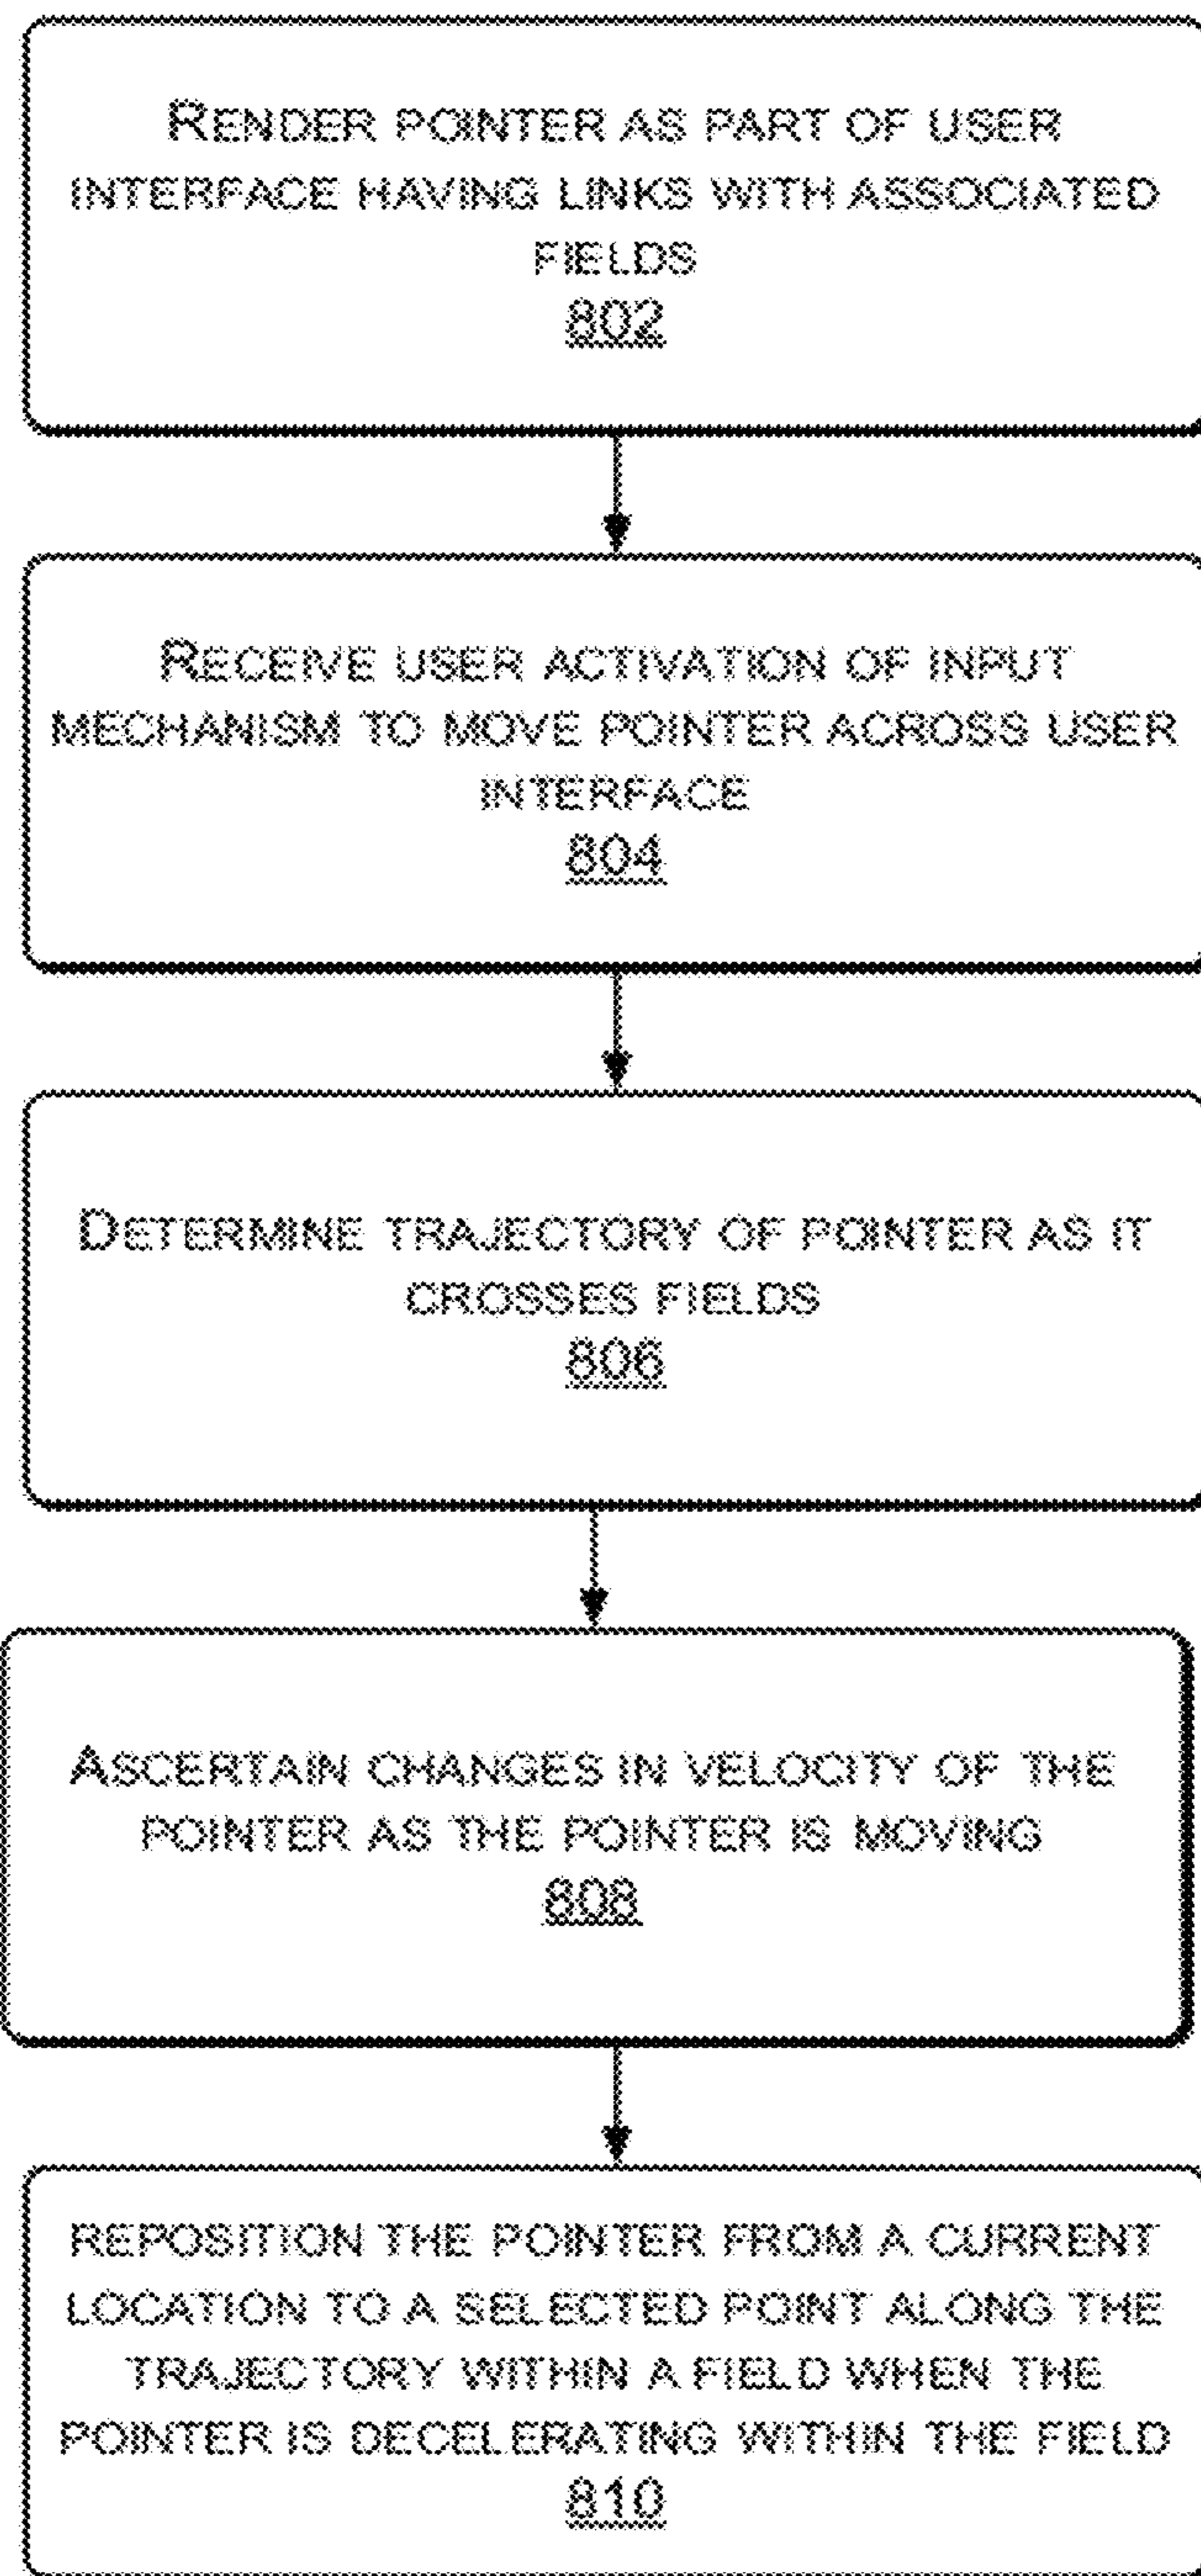 RENDER POINTER AS PART OF USER
INTERFACE HAVING LINKS WITH ASSOCIATED
FIELDS
802
RECEIVE USER ACTIVATION OF INPUT
MECHANISM TO MOVE POINTER ACROSS USER
INTERFACE
804
DETERMINE TRAJECTORY OF POINTER AS IT
CROSSES FIELDS
806
ASCERTAIN CHANGES IN VELOCITY OF THE
POINTER AS THE POINTER IS MOVING
808
REPOSITION THE POINTER FROM A CURRENT
LOCATION TO A SELECTED POINT ALONG THE
TRAJECTORY WITHIN A FIELD WHEN THE
POINTER IS DECELERATING WITHIN THE FIELD
810